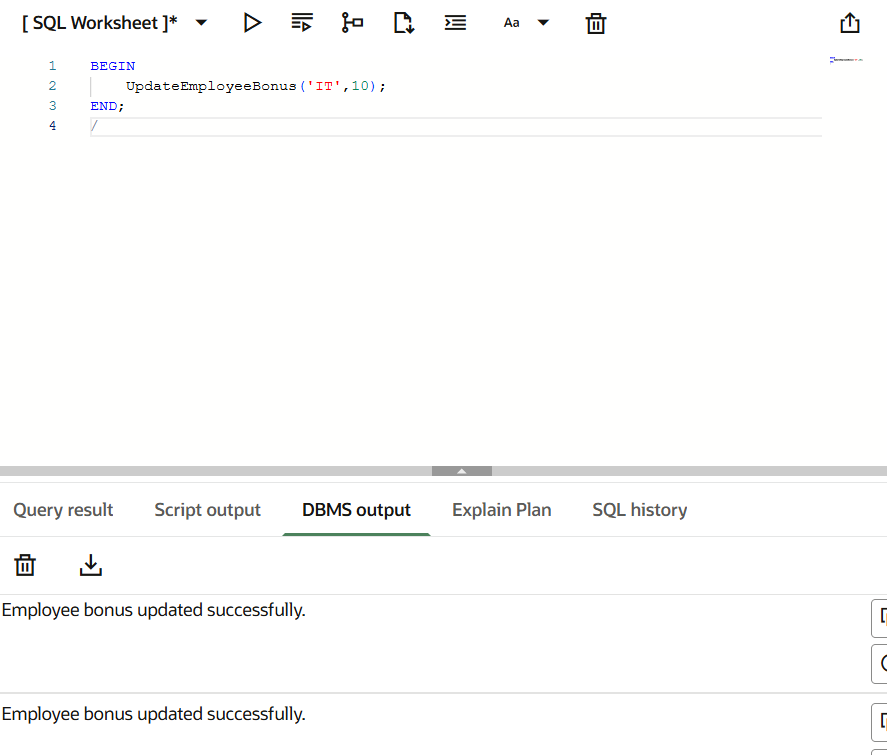 [ SQL Worksheet ]* Aa
1 BEGIN
2 UpdateEmployeeBonus('IT',10);
3 END;
4 /
Query result Script output DBMS output Explain Plan SQL history
Employee bonus updated successfully.
Employee bonus updated successfully.